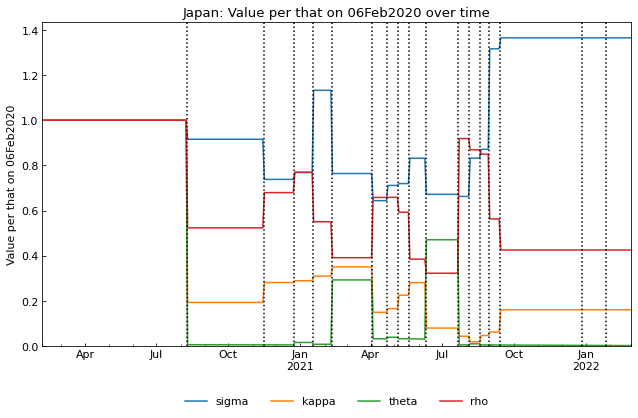 Japan: Value per that on 06Feb2020 over time
Value per that on 06Feb2020
1.4
1.2
1.0
0.8
0.6
0.4
0.2
0.0
Apr Jul Oct Jan Apr Jul Oct Jan
2021 2022
sigma kappa theta rho